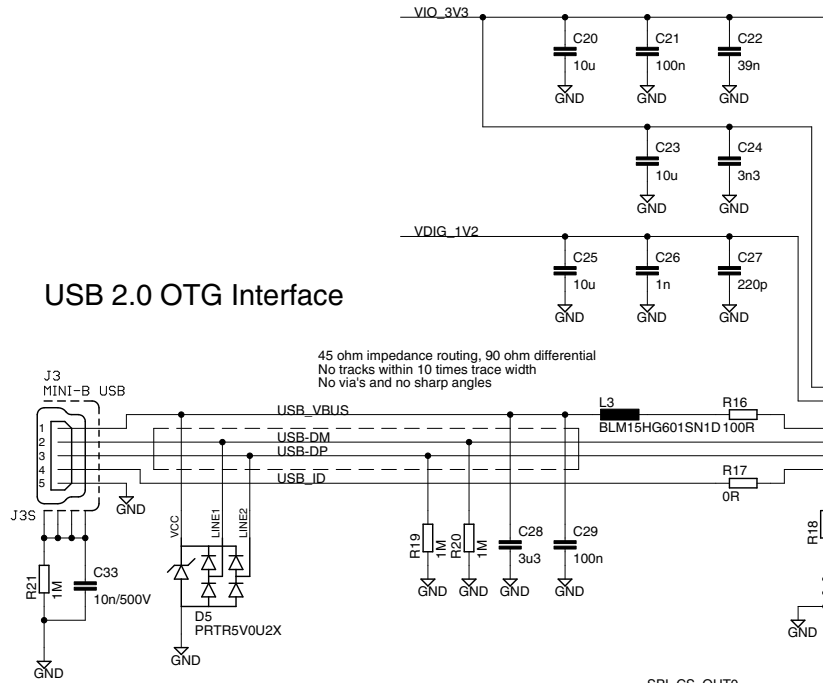 VIO_3V3
C20
10u
GND
C21
100n
GND
C22
39n
GND
C23
10u
GND
C24
3n3
GND
VDIG_1V2
C25
10u
GND
C26
1n
GND
C27
220p
GND
USB 2.0 OTG Interface
45 ohm impedance routing, 90 ohm differential
No tracks within 10 times trace width
No via's and no sharp angles
J3
MINI-B USB
1
2
3
4
5
J3S
GND
USB_VBUS
USB-DM
USB-DP
USB_ID
L3
BLM15HG601SN1D
R16
100R
R17
0R
R18
GND
VCC
LINE1
LINE2
D5
PRTR5V0U2X
GND
R19
1M
GND
R20
1M
GND
C28
3u3
GND
C29
100n
GND
R21
1M
C33
10n/500V
GND